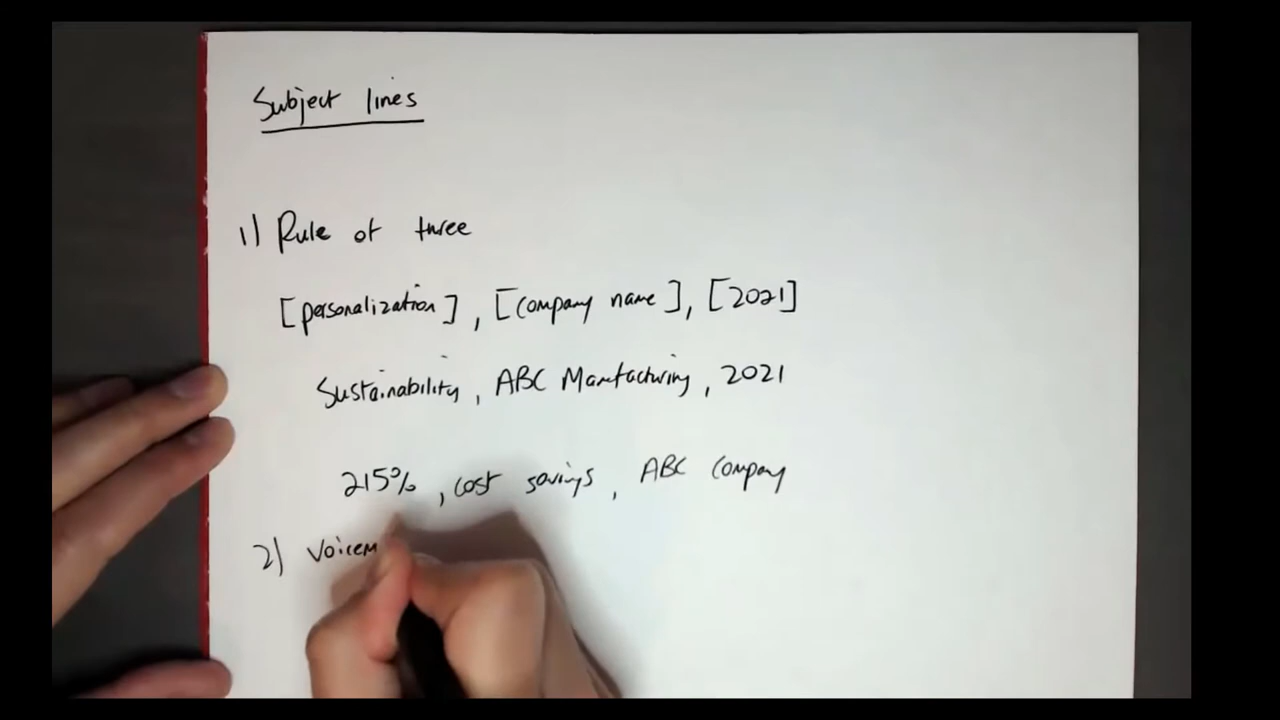 Subject lines
1) Rule of three
[personalization], [company name], [2021]
Sustainability, ABC Manufacturing, 2021
215%, cost savings, ABC Company
2) Voicem